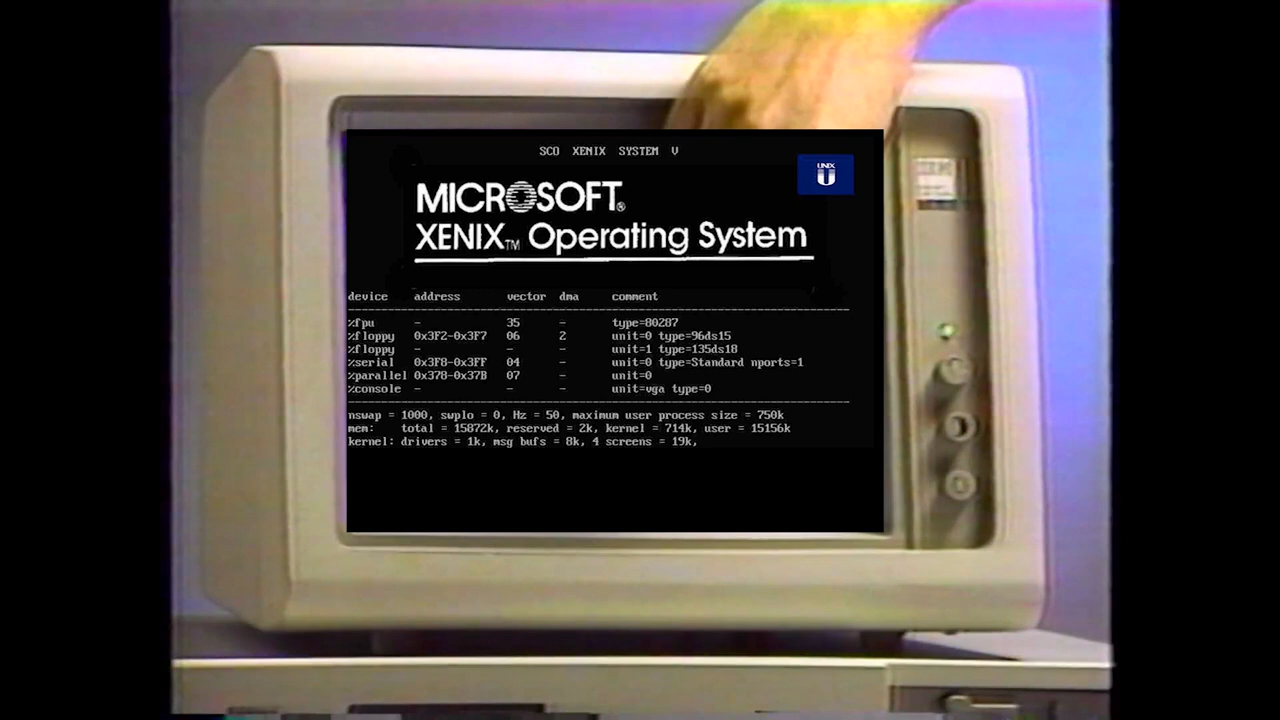 SCO XENIX SYSTEM V
UNIX
U
MICROSOFT®
XENIX™ Operating System
device address vector dma comment
%fpu - 35 - type=80287
%floppy 0x3F2-0x3F7 06 2 unit=0 type=96ds15
%floppy - - - unit=1 type=135ds18
%serial 0x3F8-0x3FF 04 - unit=0 type=Standard nports=1
%parallel 0x378-0x37B 07 - unit=0
%console - - - unit=vga type=0
nswap = 1000, swplo = 0, Hz = 50, maximum user process size = 750k
mem: total = 15872k, reserved = 2k, kernel = 714k, user = 15156k
kernel: drivers = 1k, msg bufs = 8k, 4 screens = 19k,
IBM